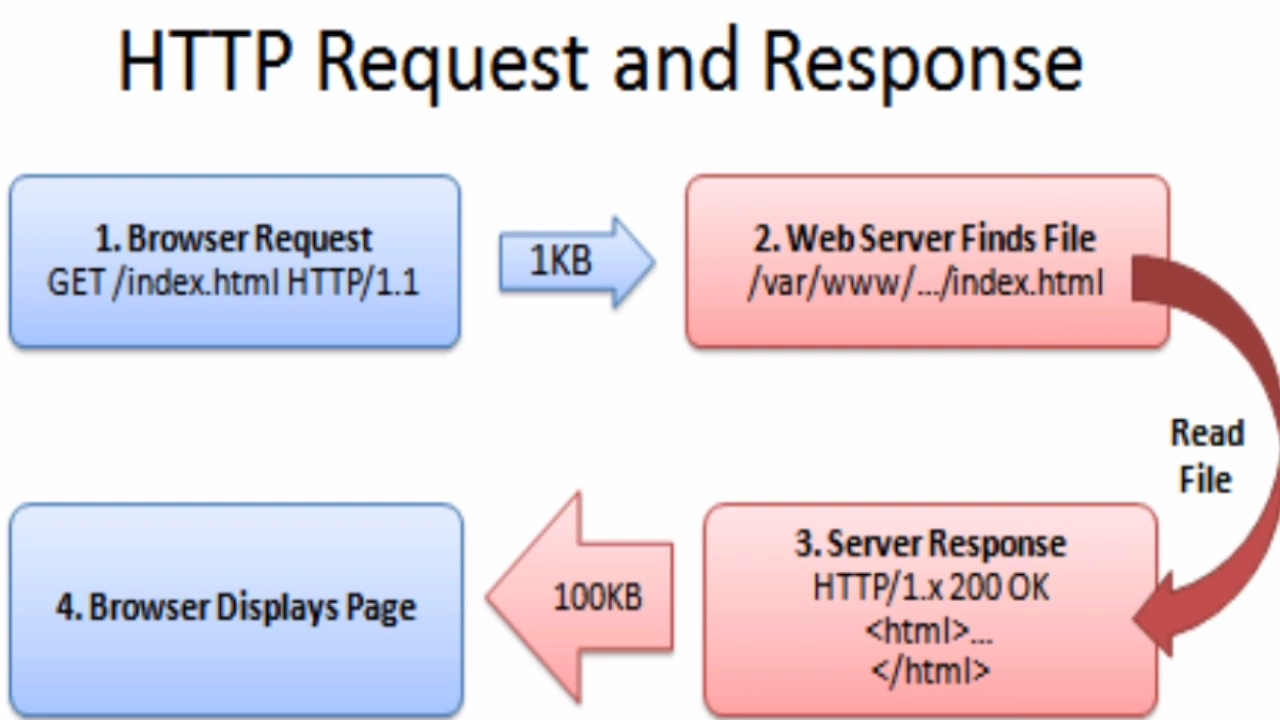 HTTP Request and Response
1. Browser Request
GET /index.html HTTP/1.1
1KB
2. Web Server Finds File
/var/www/.../index.html
Read
File
3. Server Response
HTTP/1.x 200 OK
<html>...
</html>
100KB
4. Browser Displays Page